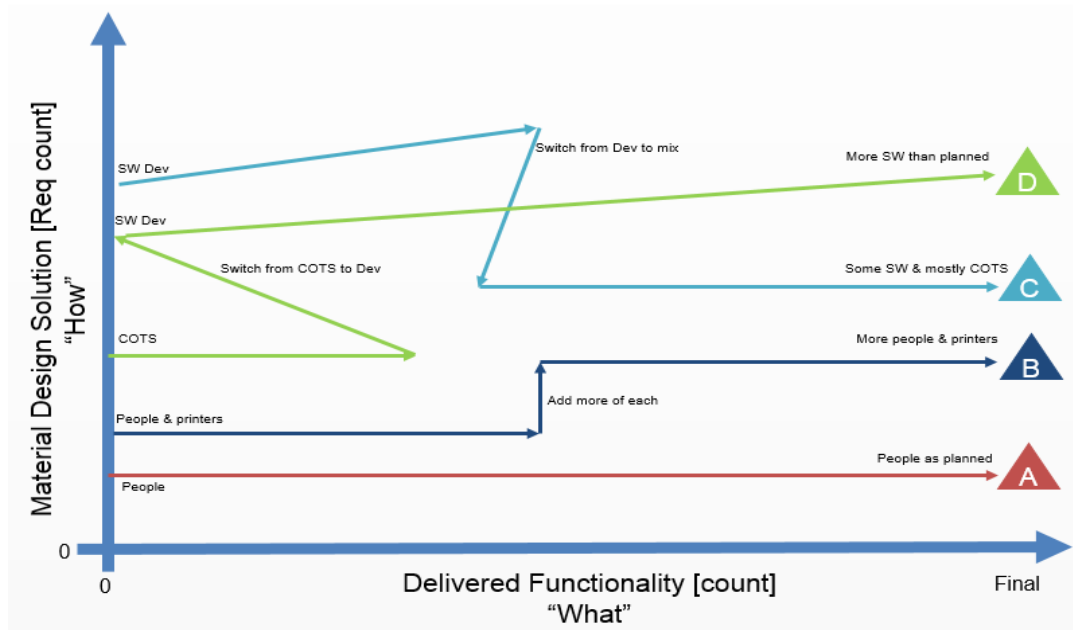 Material Design Solution [Req count]
“How”
SW Dev
Switch from Dev to mix
More SW than planned
D
SW Dev
Switch from COTS to Dev
Some SW & mostly COTS
C
COTS
More people & printers
B
Add more of each
People & printers
People as planned
A
People
0
0
Delivered Functionality [count]
“What”
Final